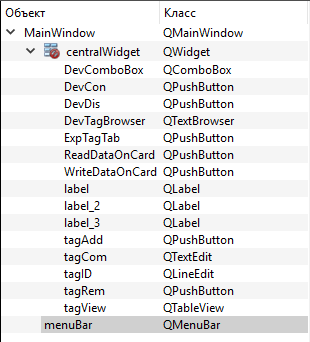 Объект Класс
MainWindow QMainWindow
centralWidget QWidget
DevComboBox QComboBox
DevCon QPushButton
DevDis QPushButton
DevTagBrowser QTextBrowser
ExpTagTab QPushButton
ReadDataOnCard QPushButton
WriteDataOnCard QPushButton
label QLabel
label_2 QLabel
label_3 QLabel
tagAdd QPushButton
tagCom QTextEdit
tagID QLineEdit
tagRem QPushButton
tagView QTableView
menuBar QMenuBar